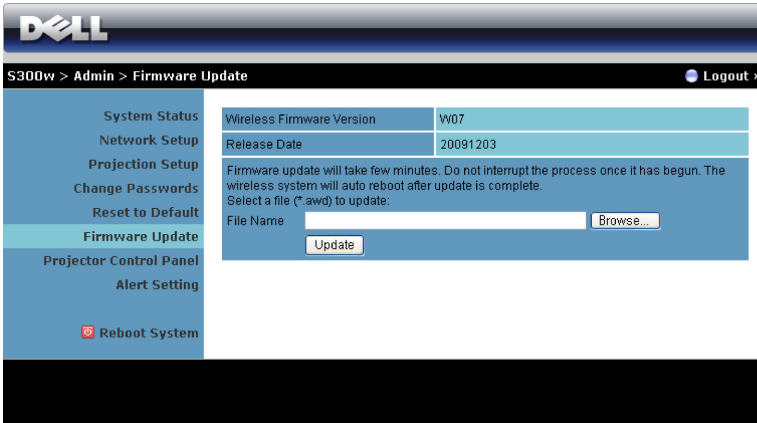 DELL
S300w > Admin > Firmware Update
Logout »
System Status
Network Setup
Projection Setup
Change Passwords
Reset to Default
Firmware Update
Projector Control Panel
Alert Setting
Reboot System
Wireless Firmware Version W07
Release Date 20091203
Firmware update will take few minutes. Do not interrupt the process once it has begun. The
wireless system will auto reboot after update is complete.
Select a file (*.awd) to update:
File Name Browse...
Update